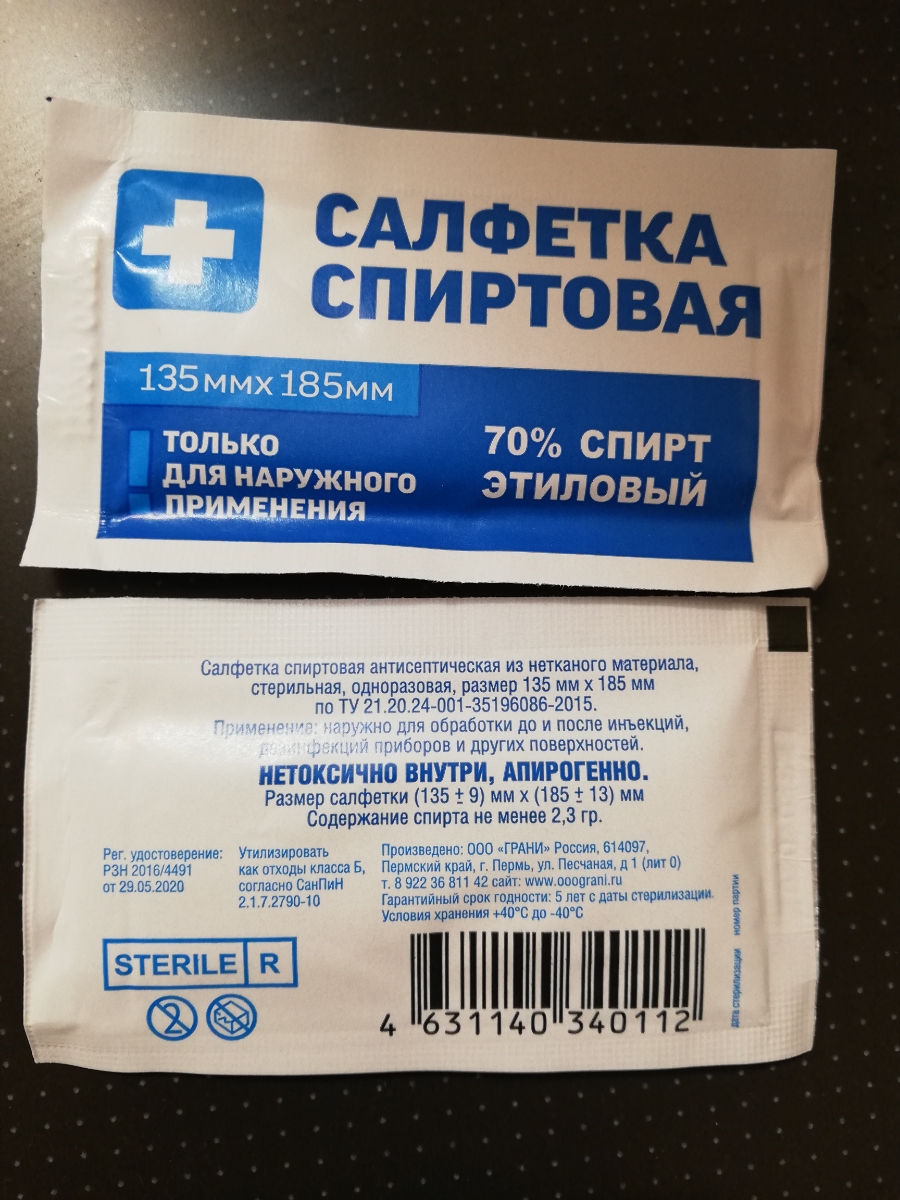 САЛФЕТКА
СПИРТОВАЯ
135ммх185мм
! ТОЛЬКО
ДЛЯ НАРУЖНОГО
ПРИМЕНЕНИЯ
70% СПИРТ
ЭТИЛОВЫЙ
Салфетка спиртовая антисептическая из нетканого материала,
стерильная, одноразовая, размер 135 мм х 185 мм
по ТУ 21.20.24-001-35196086-2015.
Применение: наружно для обработки до и после инъекций,
дезинфекций приборов и других поверхностей.
НЕТОКСИЧНО ВНУТРИ, АПИРОГЕННО.
Размер салфетки (135 ± 9) мм х (185 ± 13) мм
Содержание спирта не менее 2,3 гр.
Рег. удостоверение:
РЗН 2016/4491
от 29.05.2020
Утилизировать
как отходы класса Б,
согласно СанПиН
2.1.7.2790-10
Произведено: ООО «ГРАНИ» Россия, 614097,
Пермский край, г. Пермь, ул. Песчаная, д 1 (лит 0)
т. 8 922 36 811 42 сайт: www.ooograni.ru
Гарантийный срок годности: 5 лет с даты стерилизации.
Условия хранения +40°С до -40°С
STERILE R
2
4 631140 340112
дата стерилизации номер партии